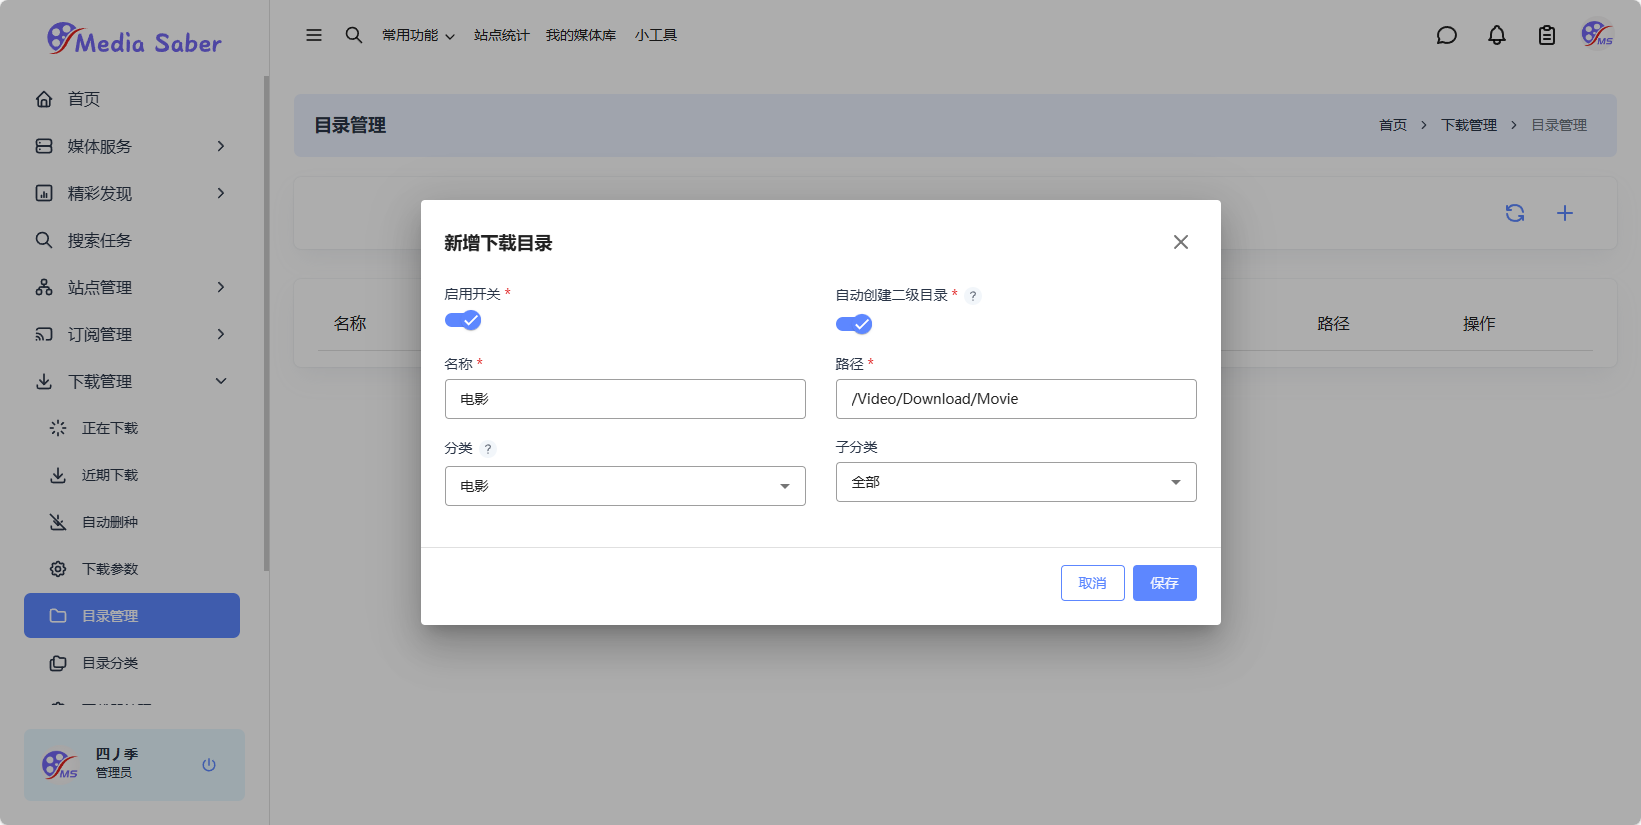 Media Saber
常用功能
站点统计
我的媒体库
小工具
首页
媒体服务
精彩发现
搜索任务
站点管理
订阅管理
下载管理
正在下载
近期下载
自动删种
下载参数
目录管理
目录分类
四丿季
管理员
MS
MS
目录管理
首页 > 下载管理 > 目录管理
名称
路径
操作
新增下载目录
启用开关 *
自动创建二级目录 * ?
名称 *
电影
路径 *
/Video/Download/Movie
分类 ?
电影
子分类
全部
取消
保存